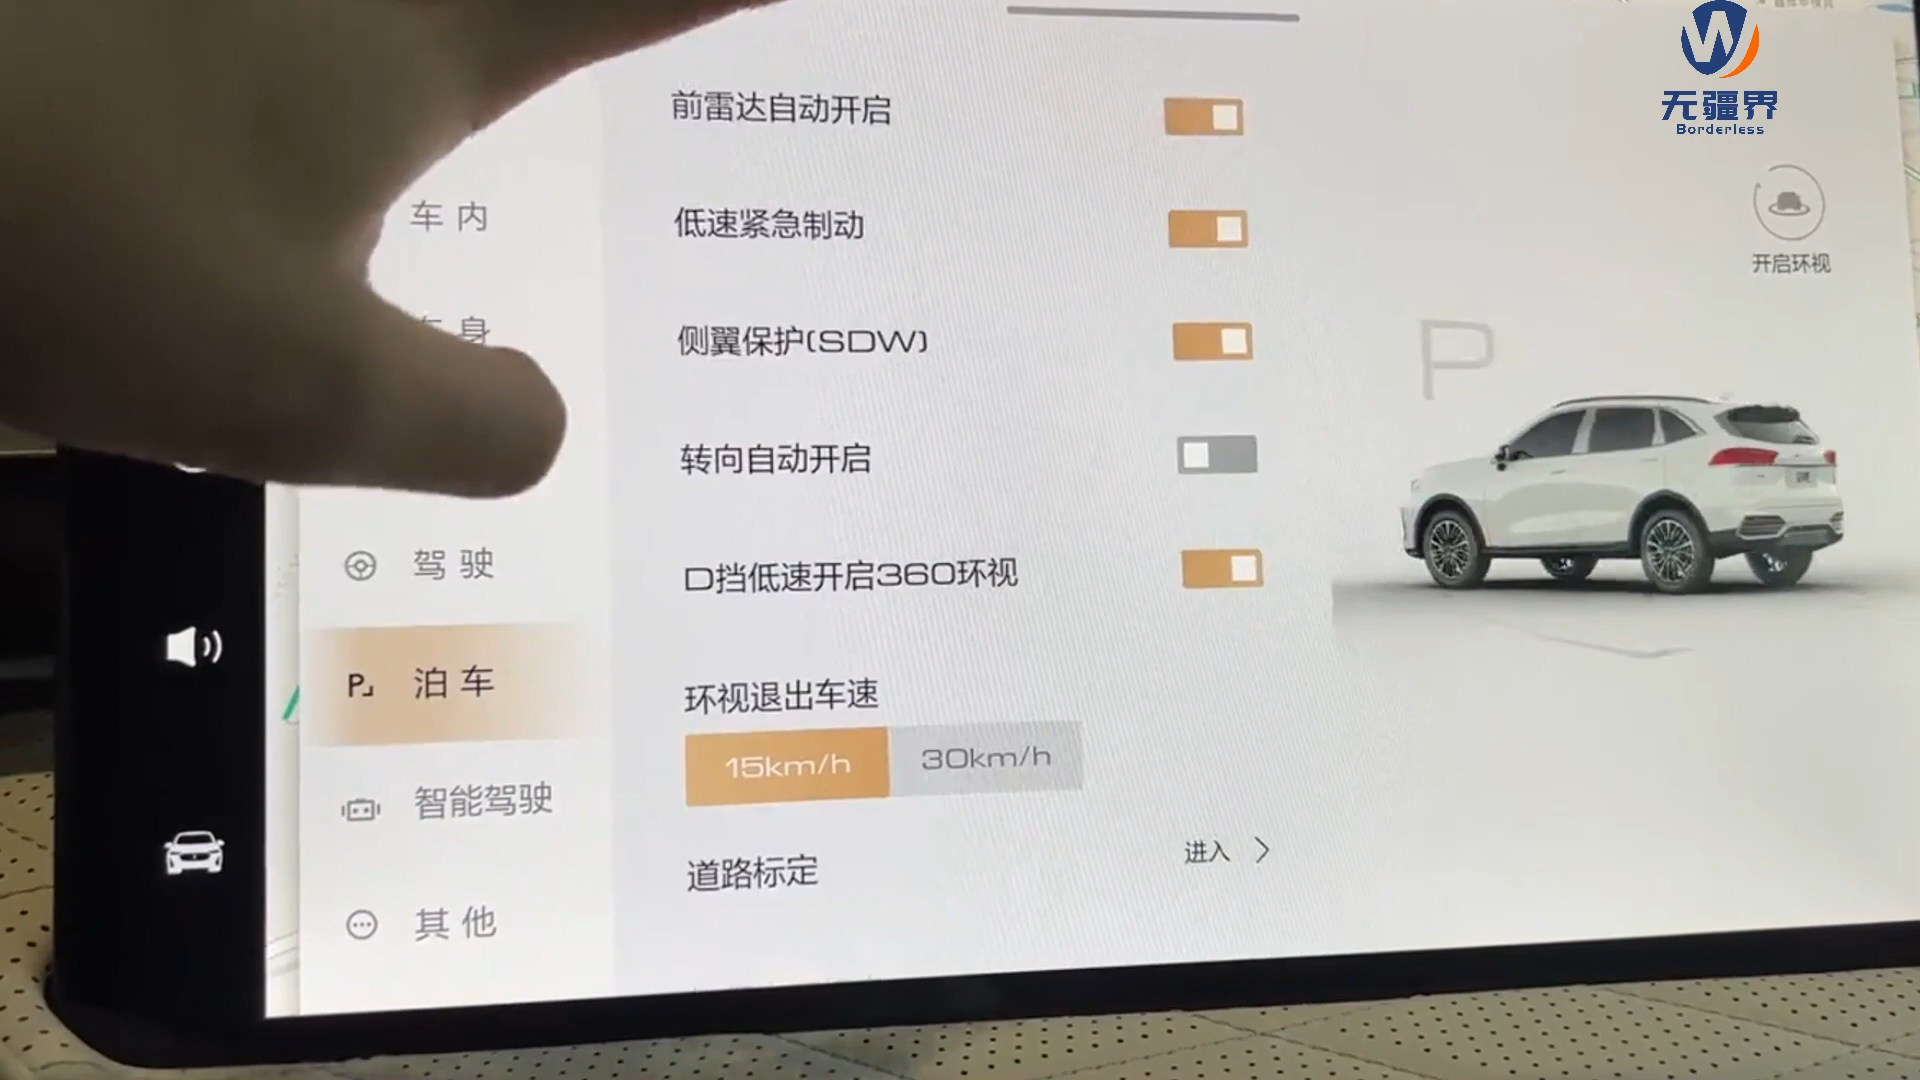 无疆界
Borderless
前雷达自动开启
低速紧急制动
侧翼保护(SDW)
转向自动开启
D挡低速开启360环视
环视退出车速
15km/h
30km/h
道路标定
进入
车内
身
驾驶
P
泊车
智能驾驶
其他
开启环视
P